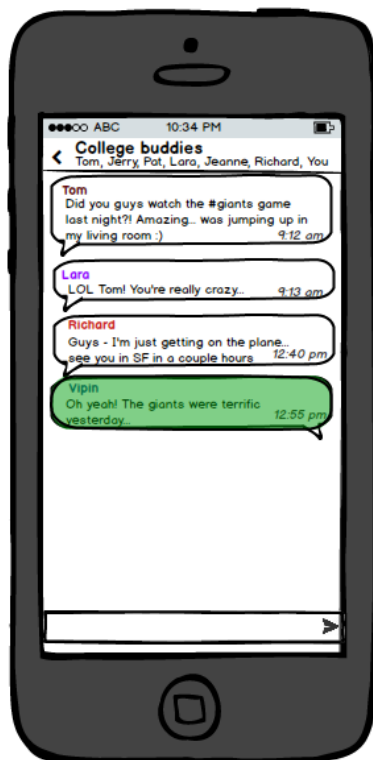 ABC 10:34 PM
College buddies
Tom, Jerry, Pat, Lara, Jeanne, Richard, You
Tom
Did you guys watch the #giants game
last night?! Amazing... was jumping up in
my living room :) 9:12 am
Lara
LOL Tom! You're really crazy... 9:13 am
Richard
Guys - I'm just getting on the plane...
see you in SF in a couple hours 12:40 pm
Vipin
Oh yeah! The giants were terrific
yesterday... 12:55 pm